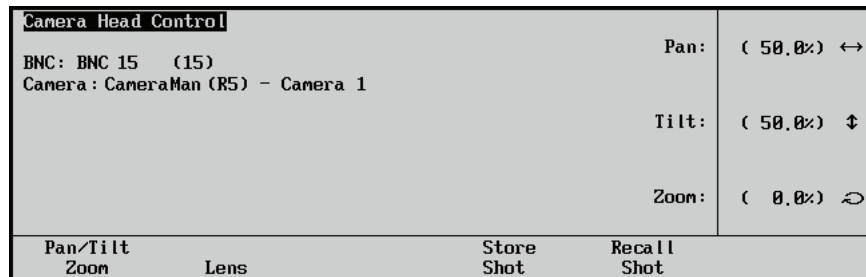 Camera Head Control
BNC: BNC 15 (15)
Camera: CameraMan (R5) - Camera 1
Pan: ( 50.0%) ↔
Tilt: ( 50.0%) ↕
Zoom: ( 0.0%)
Pan/Tilt Zoom
Lens
Store Shot
Recall Shot